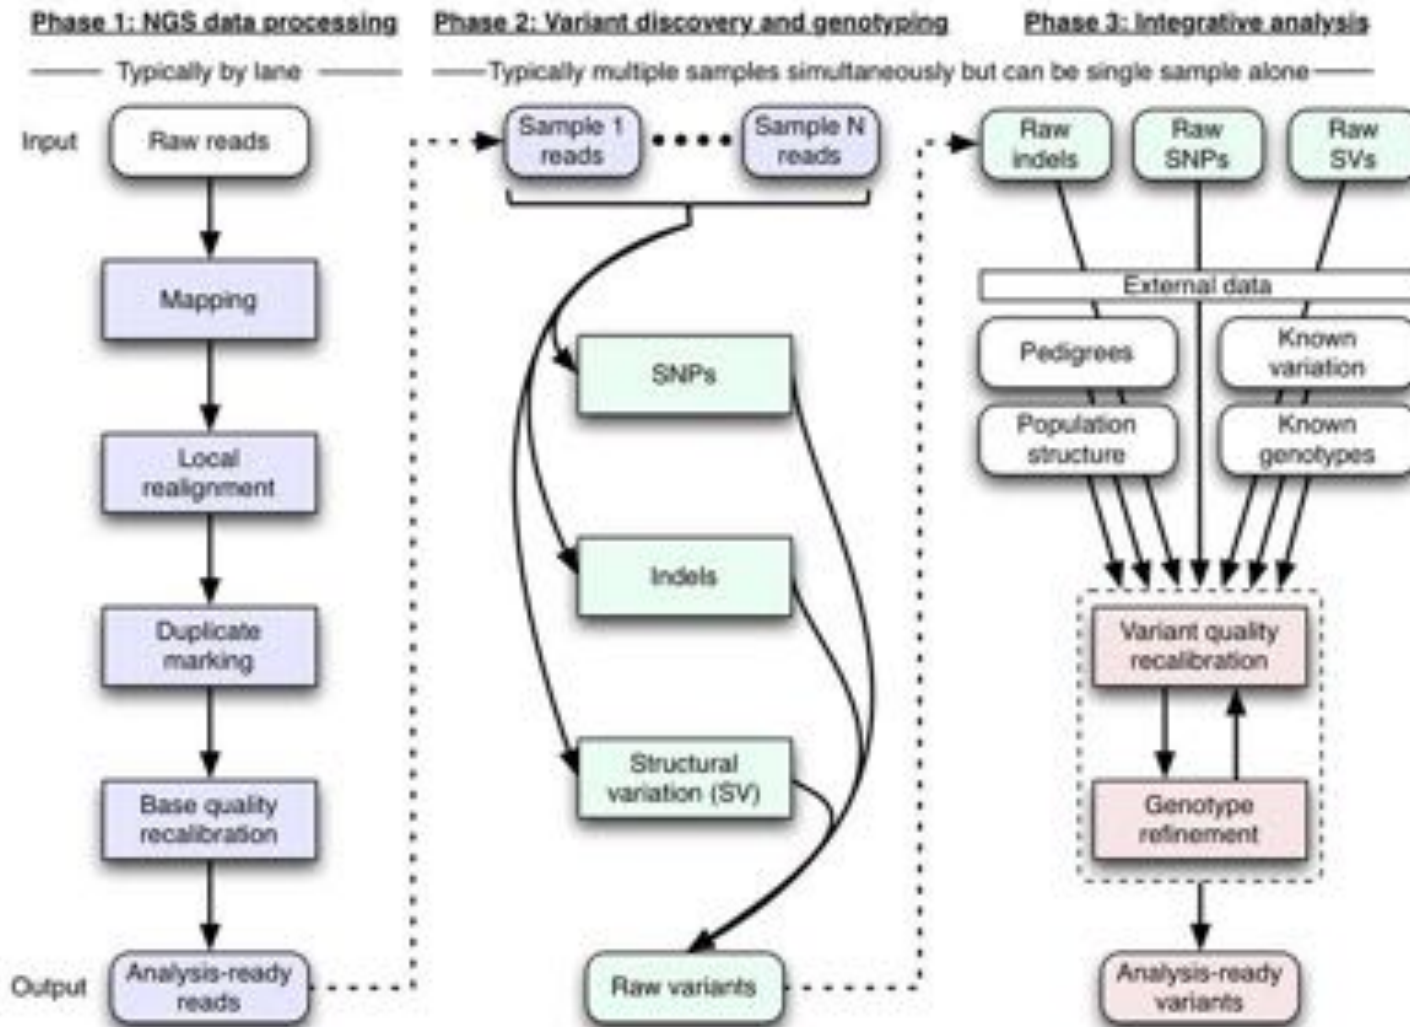 Phase 1: NGS data processing
Typically by lane
Input
Raw reads
Mapping
Local
realignment
Duplicate
marking
Base quality
recalibration
Output
Analysis-ready
reads
Phase 2: Variant discovery and genotyping
Typically multiple samples simultaneously but can be single sample alone
Sample 1
reads
Sample N
reads
SNPs
Indels
Structural
variation (SV)
Raw variants
Phase 3: Integrative analysis
Raw
indels
Raw
SNPs
Raw
SVs
External data
Pedigrees
Known
variation
Population
structure
Known
genotypes
Variant quality
recalibration
Genotype
refinement
Analysis-ready
variants